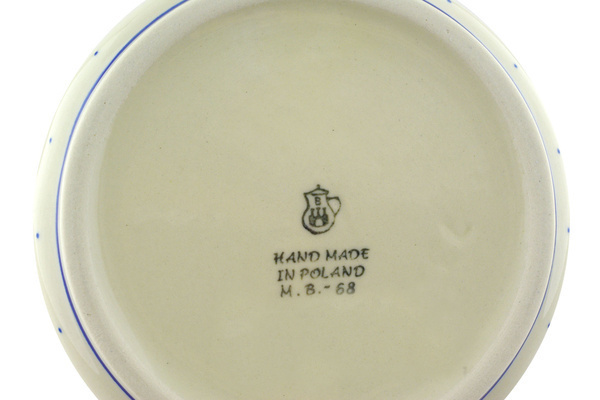 B
HAND MADE
IN POLAND
M.B.-68